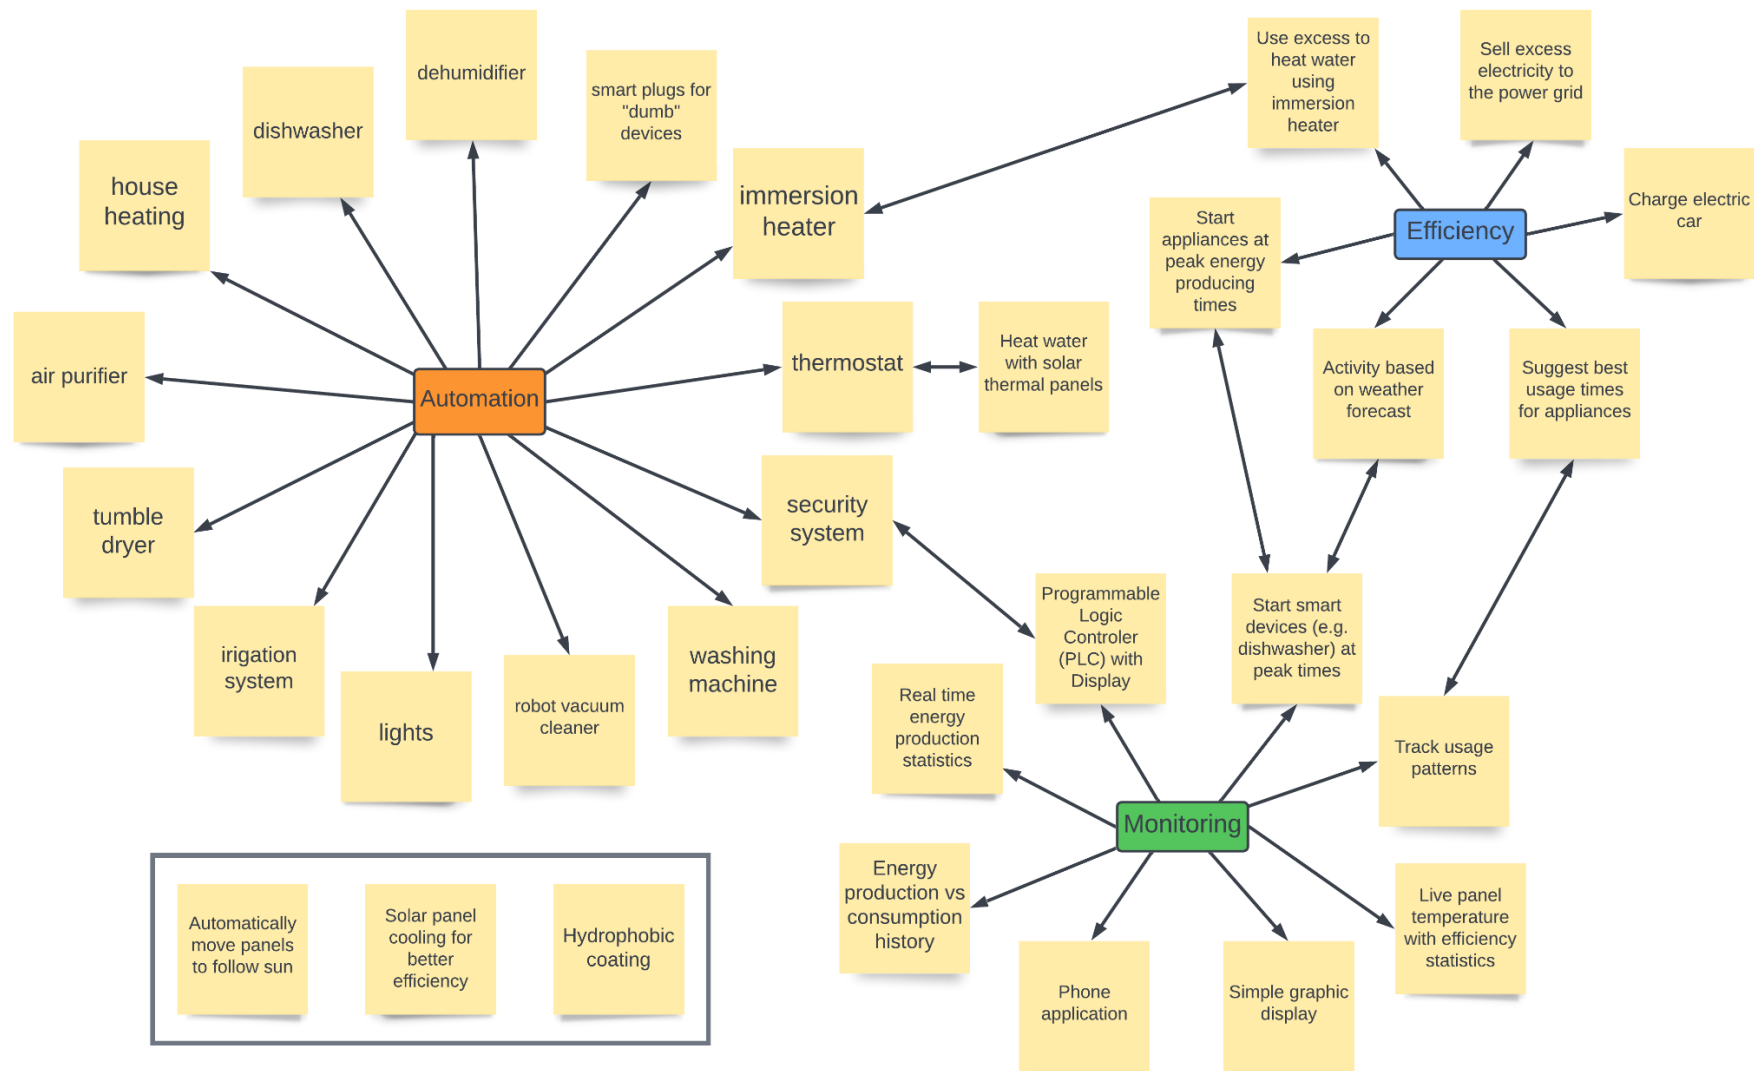 dehumidifier
dishwasher
smart plugs for
"dumb"
devices
house
heating
immersion
heater
air purifier
Automation
thermostat
Heat water
with solar
thermal panels
tumble
dryer
security
system
irigation
system
lights
robot vacuum
cleaner
washing
machine
Use excess to
heat water
using
immersion
heater
Sell excess
electricity to
the power grid
Charge electric
car
Efficiency
Start
appliances at
peak energy
producing
times
Activity based
on weather
forecast
Suggest best
usage times
for appliances
Programmable
Logic
Controler
(PLC) with
Display
Start smart
devices (e.g.
dishwasher) at
peak times
Real time
energy
production
statistics
Track usage
patterns
Monitoring
Energy
production vs
consumption
history
Live panel
temperature
with efficiency
statistics
Phone
application
Simple graphic
display
Automatically
move panels
to follow sun
Solar panel
cooling for
better
efficiency
Hydrophobic
coating